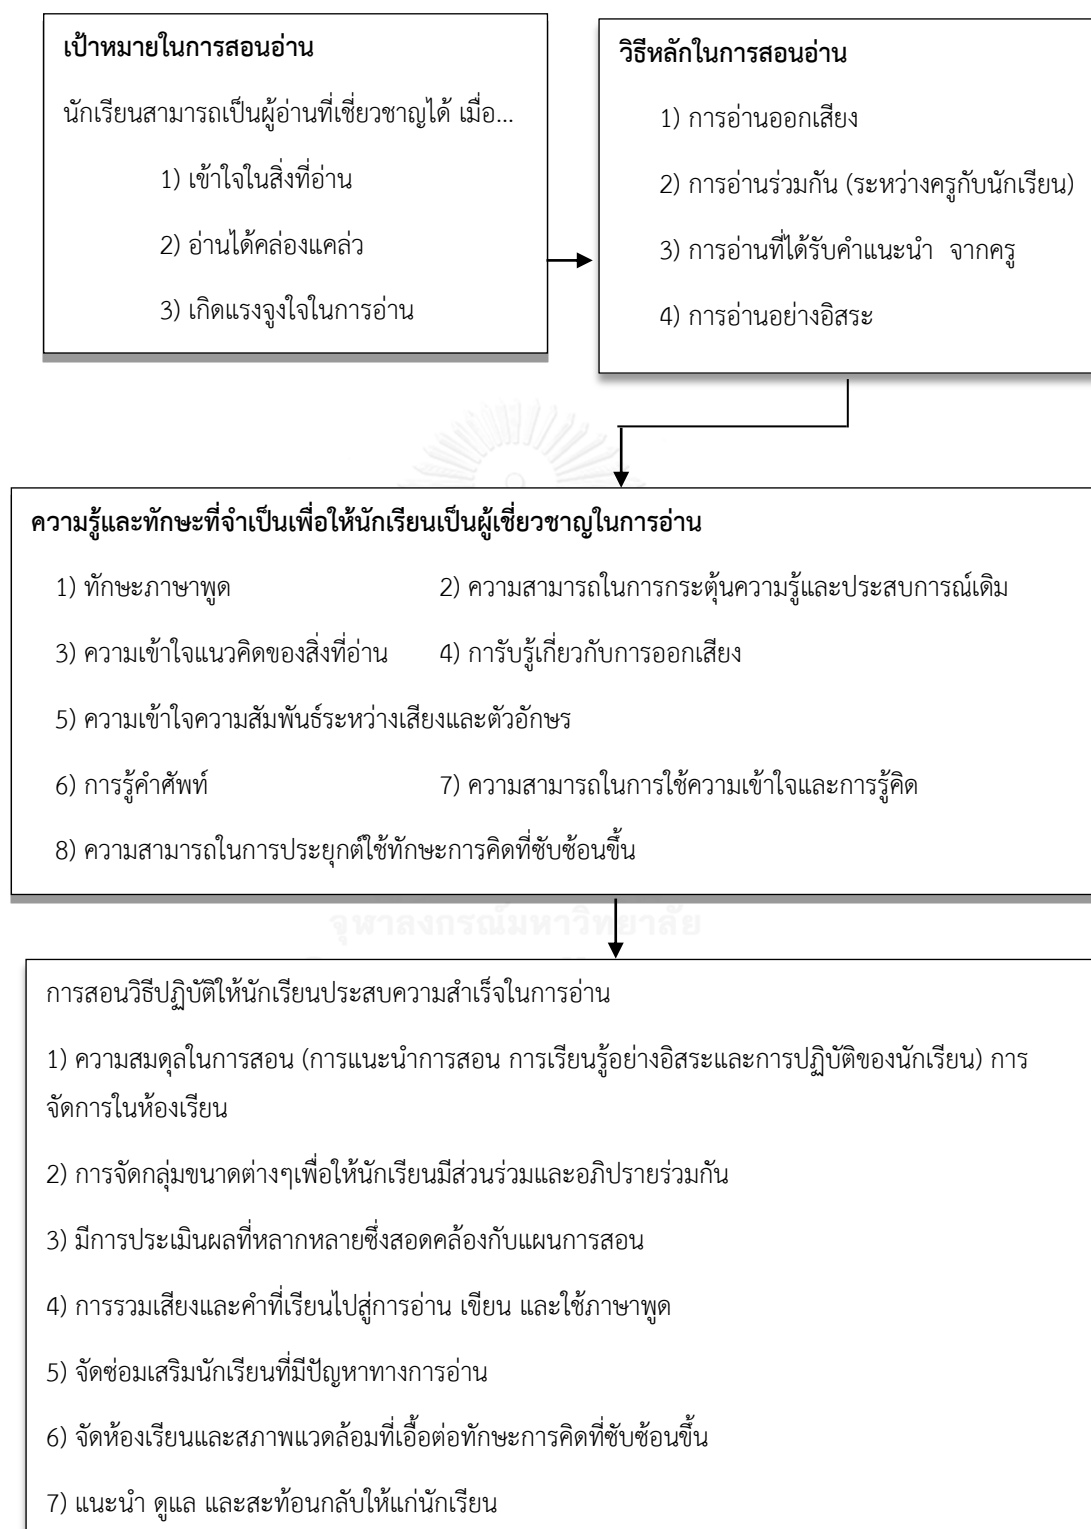 เป้าหมายในการสอนอ่าน
นักเรียนสามารถเป็นผู้อ่านที่เชี่ยวชาญได้ เมื่อ...
1) เข้าใจในสิ่งที่อ่าน
2) อ่านได้คล่องแคล่ว
3) เกิดแรงจูงใจในการอ่าน
วิธีหลักในการสอนอ่าน
1) การอ่านออกเสียง
2) การอ่านร่วมกัน (ระหว่างครูกับนักเรียน)
3) การอ่านที่ได้รับคำแนะนำ จากครู
4) การอ่านอย่างอิสระ
ความรู้และทักษะที่จำเป็นเพื่อให้นักเรียนเป็นผู้เชี่ยวชาญในการอ่าน
1) ทักษะภาษาพูด 2) ความสามารถในการกระตุ้นความรู้และประสบการณ์เดิม
3) ความเข้าใจแนวคิดของสิ่งที่อ่าน 4) การับรู้เกี่ยวกับการออกเสียง
5) ความเข้าใจความสัมพันธ์ระหว่างเสียงและตัวอักษร
6) การรู้คำศัพท์ 7) ความสามารถในการใช้ความเข้าใจและการรู้คิด
8) ความสามารถในการประยุกต์ใช้ทักษะการคิดที่ซับซ้อนขึ้น
จุฬาลงกรณ์มหาวิทยาลัย
การสอนวิธีปฏิบัติให้นักเรียนประสบความสำเร็จในการอ่าน
1) ความสมดุลในการสอน (การแนะนำการสอน การเรียนรู้อย่างอิสระและการปฏิบัติของนักเรียน) การ
จัดการในห้องเรียน
2) การจัดกลุ่มขนาดต่างๆเพื่อให้นักเรียนมีส่วนร่วมและอภิปรายร่วมกัน
3) มีการประเมินผลที่หลากหลายซึ่งสอดคล้องกับแผนการสอน
4) การรวมเสียงและคำที่เรียนไปสู่การอ่าน เขียน และใช้ภาษาพูด
5) จัดซ่อมเสริมนักเรียนที่มีปัญหาทางการอ่าน
6) จัดห้องเรียนและสภาพแวดล้อมที่เอื้อต่อทักษะการคิดที่ซับซ้อนขึ้น
7) แนะนำ ดูแล และสะท้อนกลับให้แก่นักเรียน